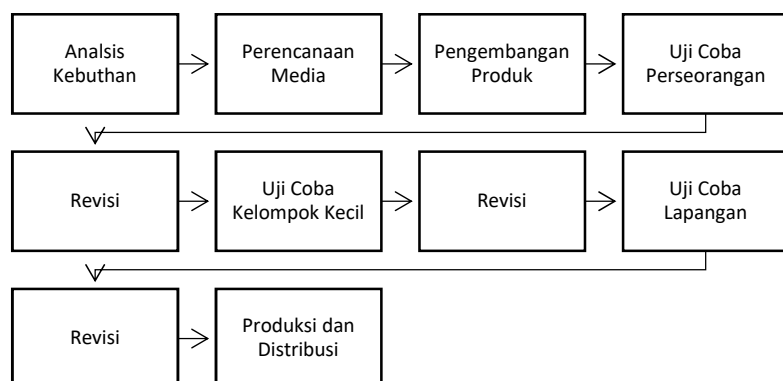 Analsis
Kebuthan
Perencanaan
Media
Pengembangan
Produk
Uji Coba
Perseorangan
Revisi
Uji Coba
Kelompok Kecil
Revisi
Uji Coba
Lapangan
Revisi
Produksi dan
Distribusi